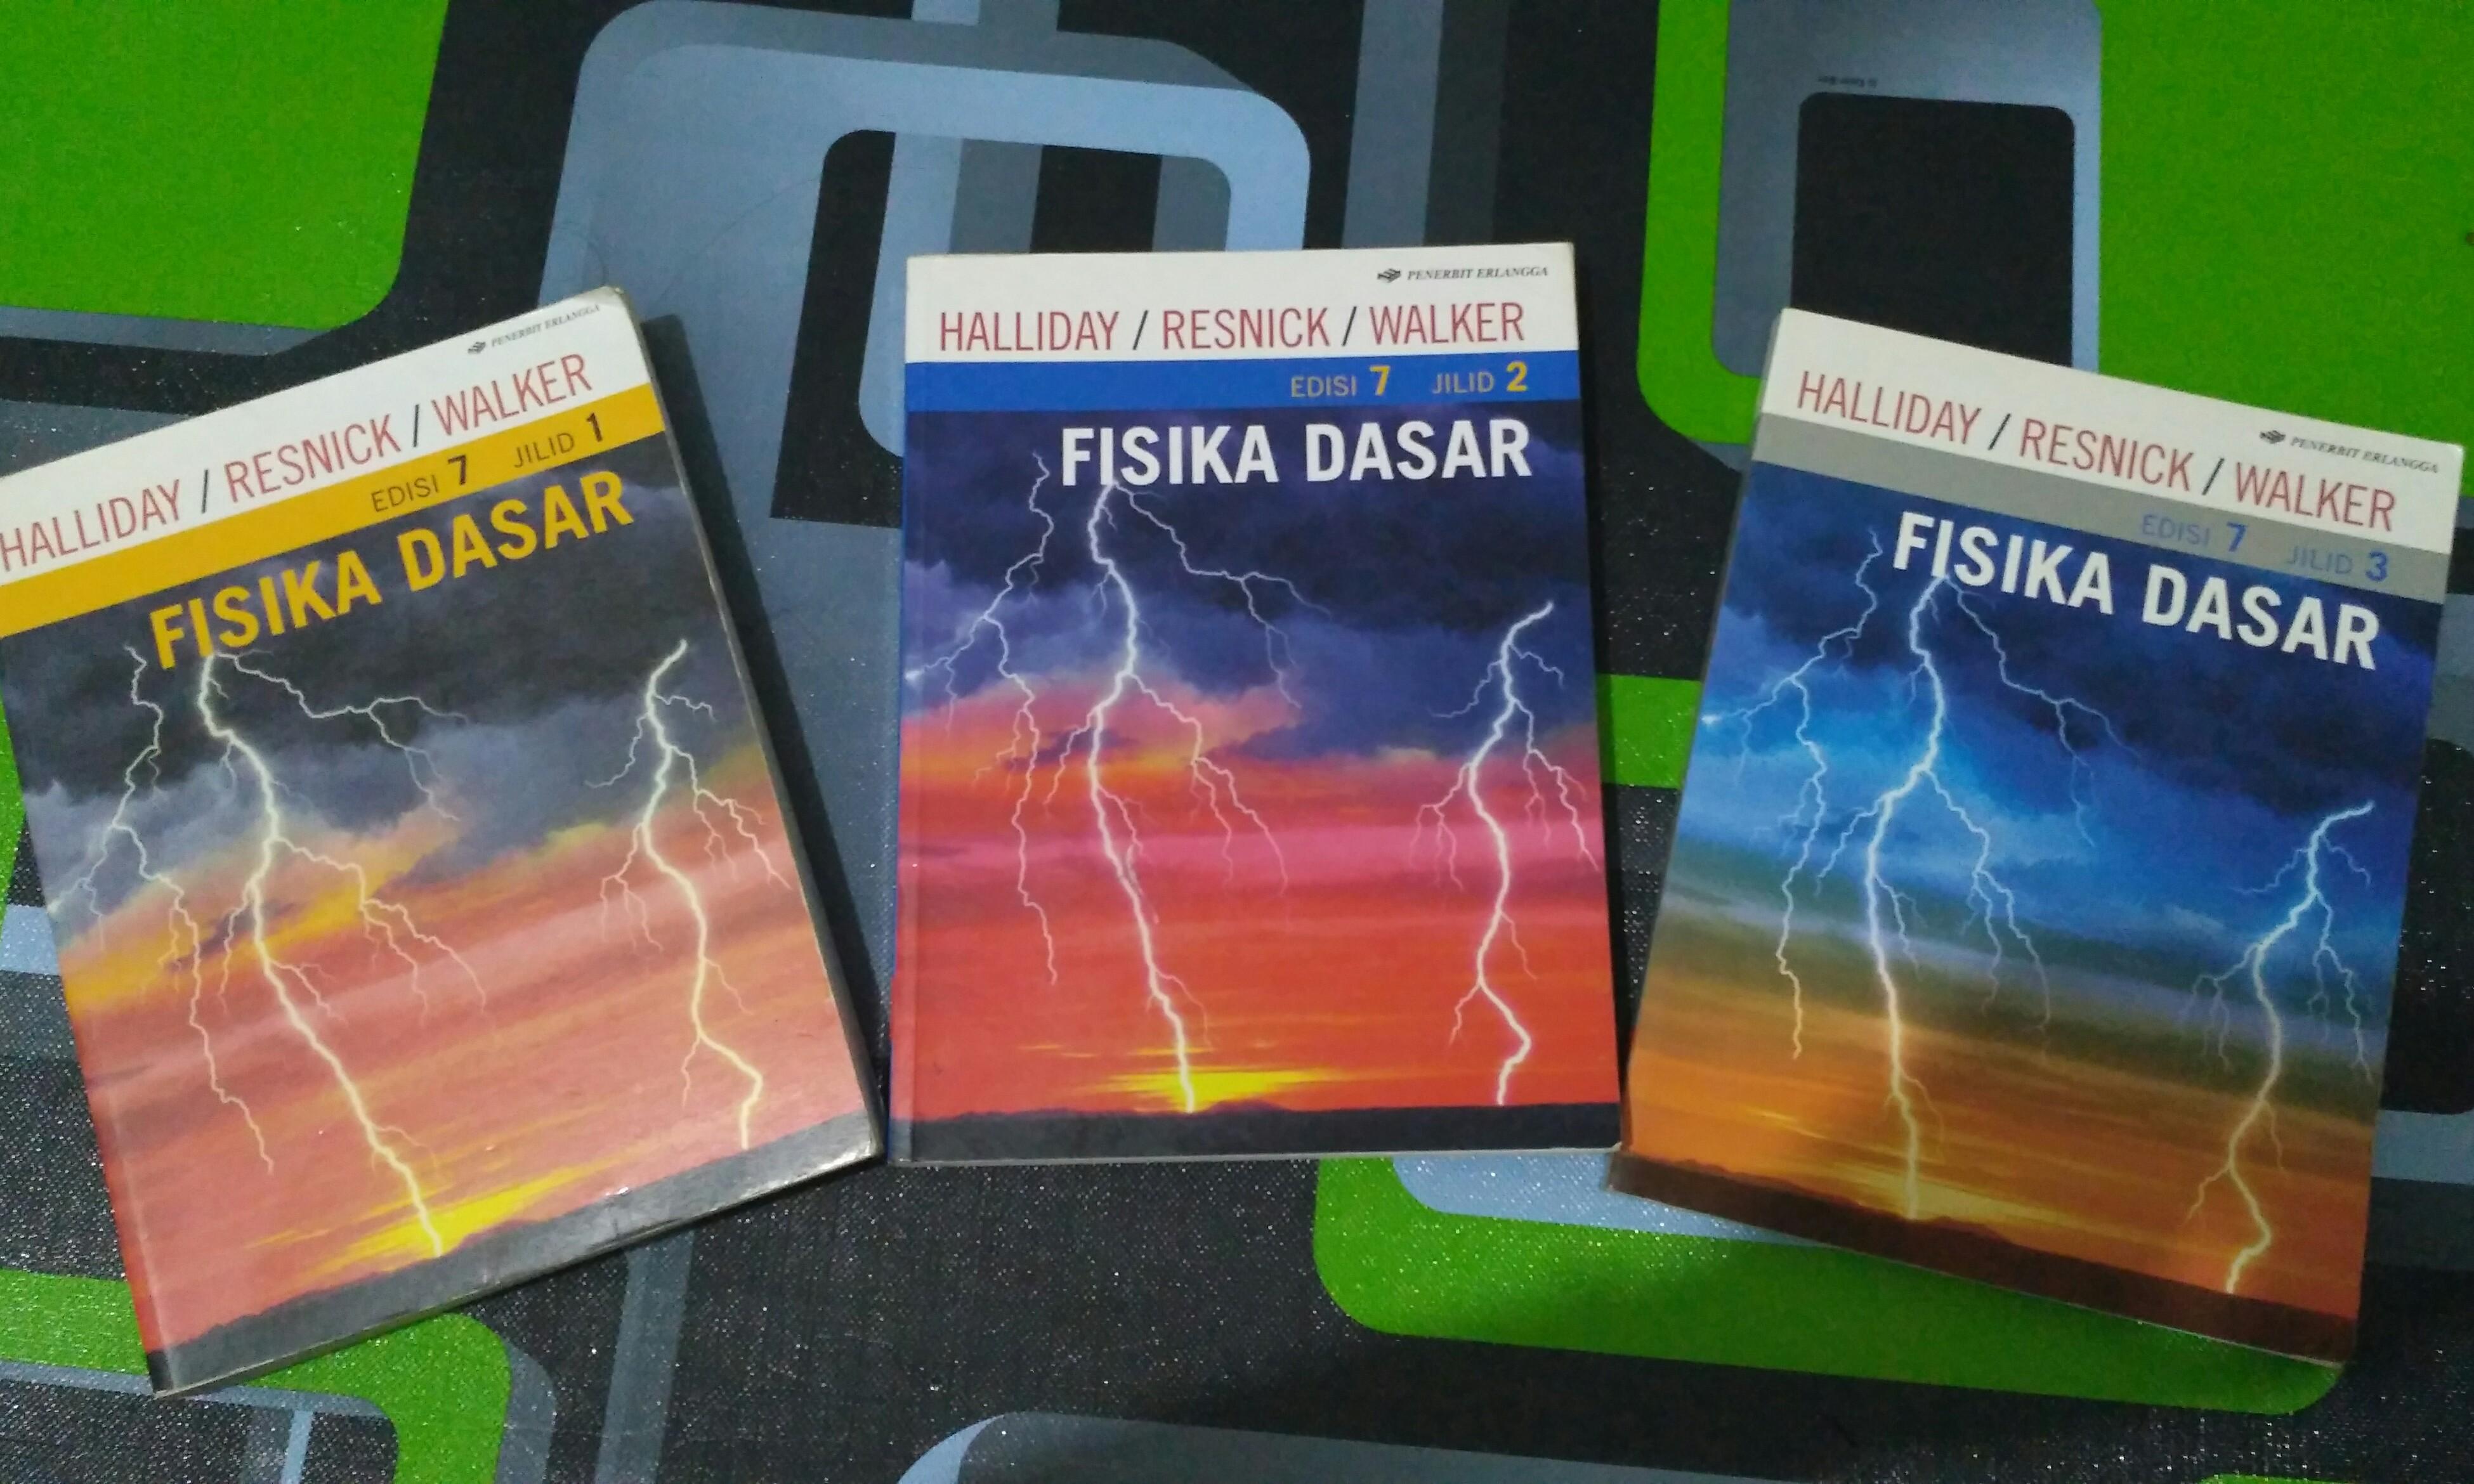 PENERBIT ERLANGGA
HALLIDAY / RESNICK / WALKER
EDISI 7 JILID 1
FISIKA DASAR
PENERBIT ERLANGGA
HALLIDAY / RESNICK / WALKER
EDISI 7 JILID 2
FISIKA DASAR
PENERBIT ERLANGGA
HALLIDAY / RESNICK / WALKER
EDISI 7 JILID 3
FISIKA DASAR